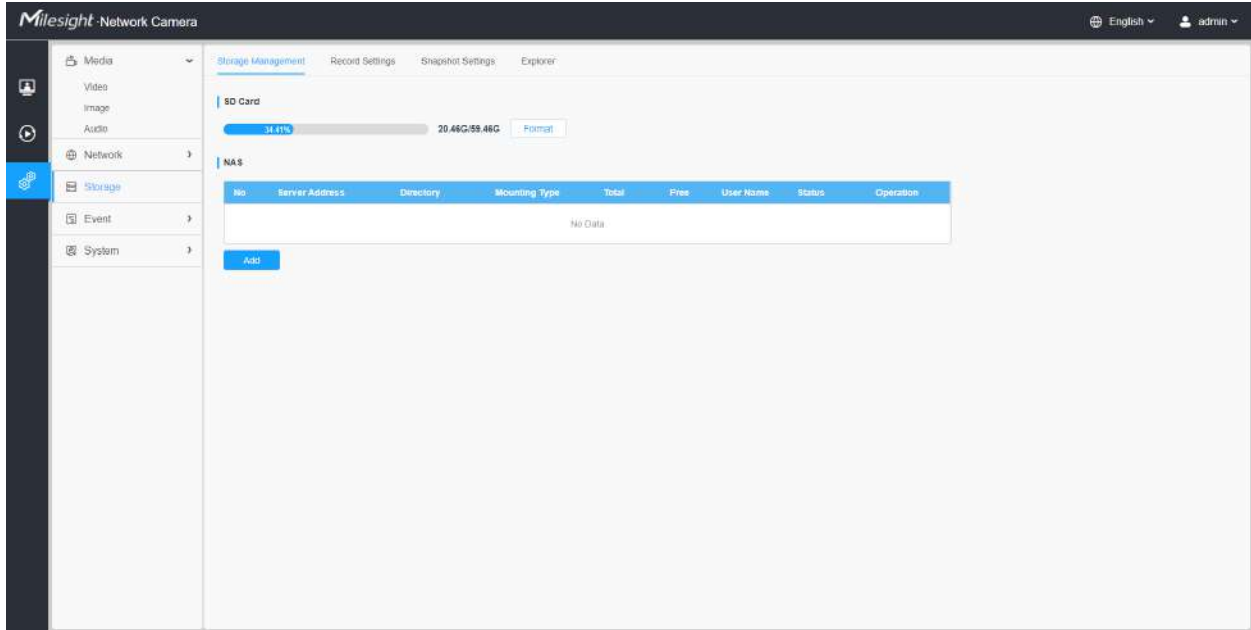 Milesight -Network Camera
English
admin
Media
Video
Image
Audio
Network
Storage
Event
System
Storage Management Record Settings Snapshot Settings Explorer
SD Card
34.41% 20.46G/59.46G Format
NAS
No Server Address Directory Mounting Type Total Free User Name Status Operation
No Data
Add